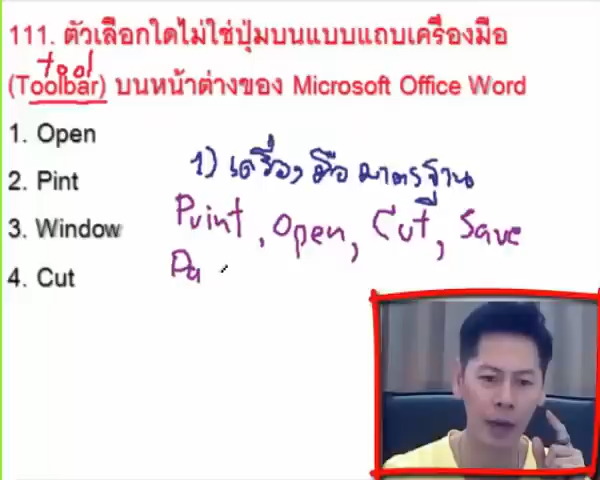 111. ตัวเลือกใดไม่ใช่ปุ่มบนแบบแถบเครื่องมือ
tool
(Toolbar) บนหน้าต่างของ Microsoft Office Word
1. Open
2. Pint
3. Window
4. Cut
1) เครื่องมือมาตรฐาน
Print, Open, Cut, Save
Pa